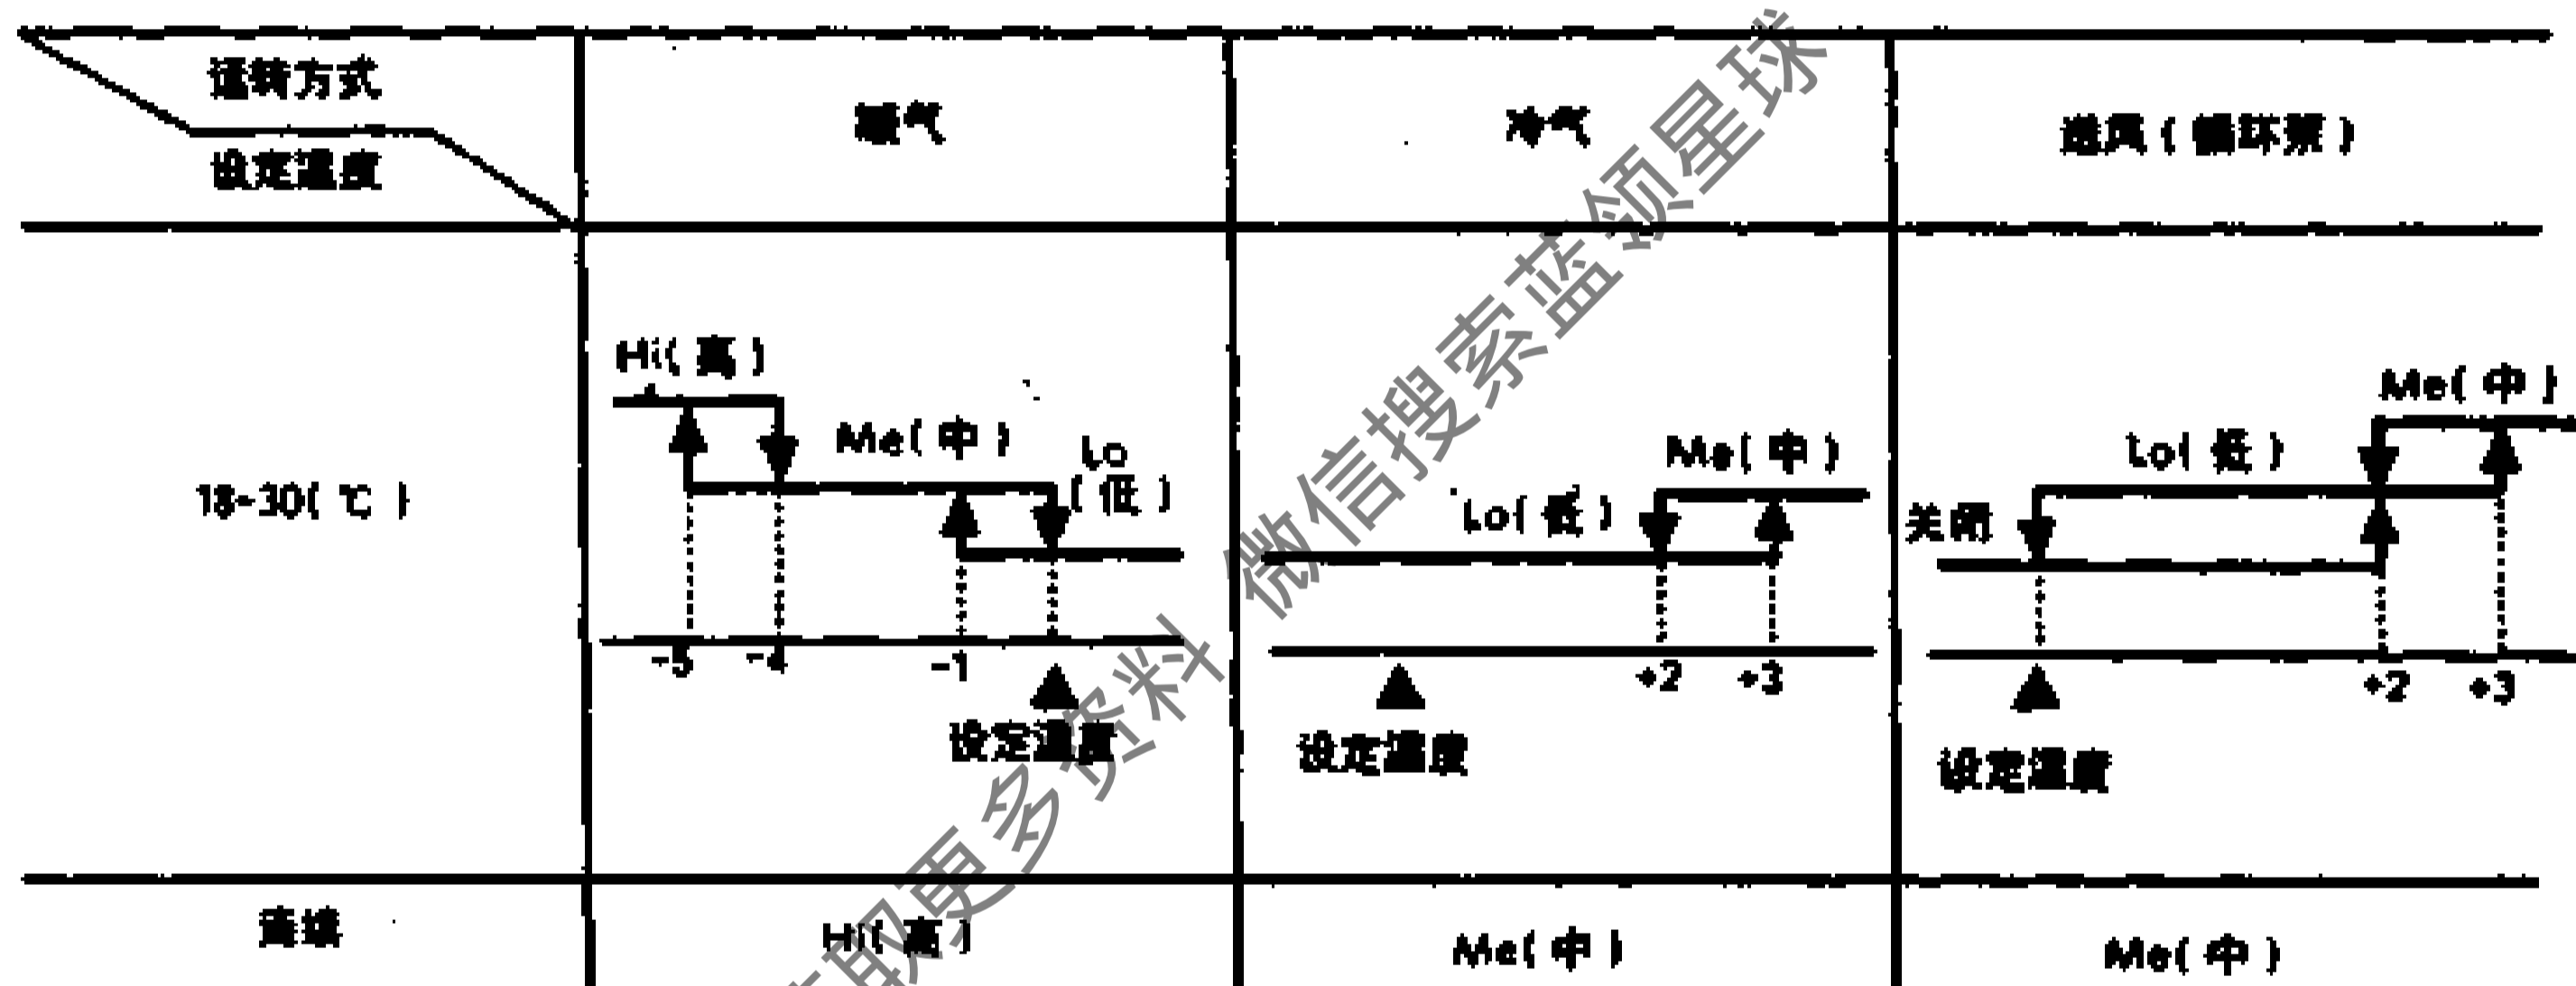 运转方式
设定温度
暖气
冷气
送风(循环泵)
18-30(℃)
Hi(高)
Me(中)
Lo
(低)
-5
-4
-1
设定温度
Lo(低)
Me(中)
+2
+3
设定温度
关闭
Lo(低)
Me(中)
+2
+3
设定温度
连续
Hi(高)
Me(中)
Me(中)
取更多资料 微信搜索蓝领星球